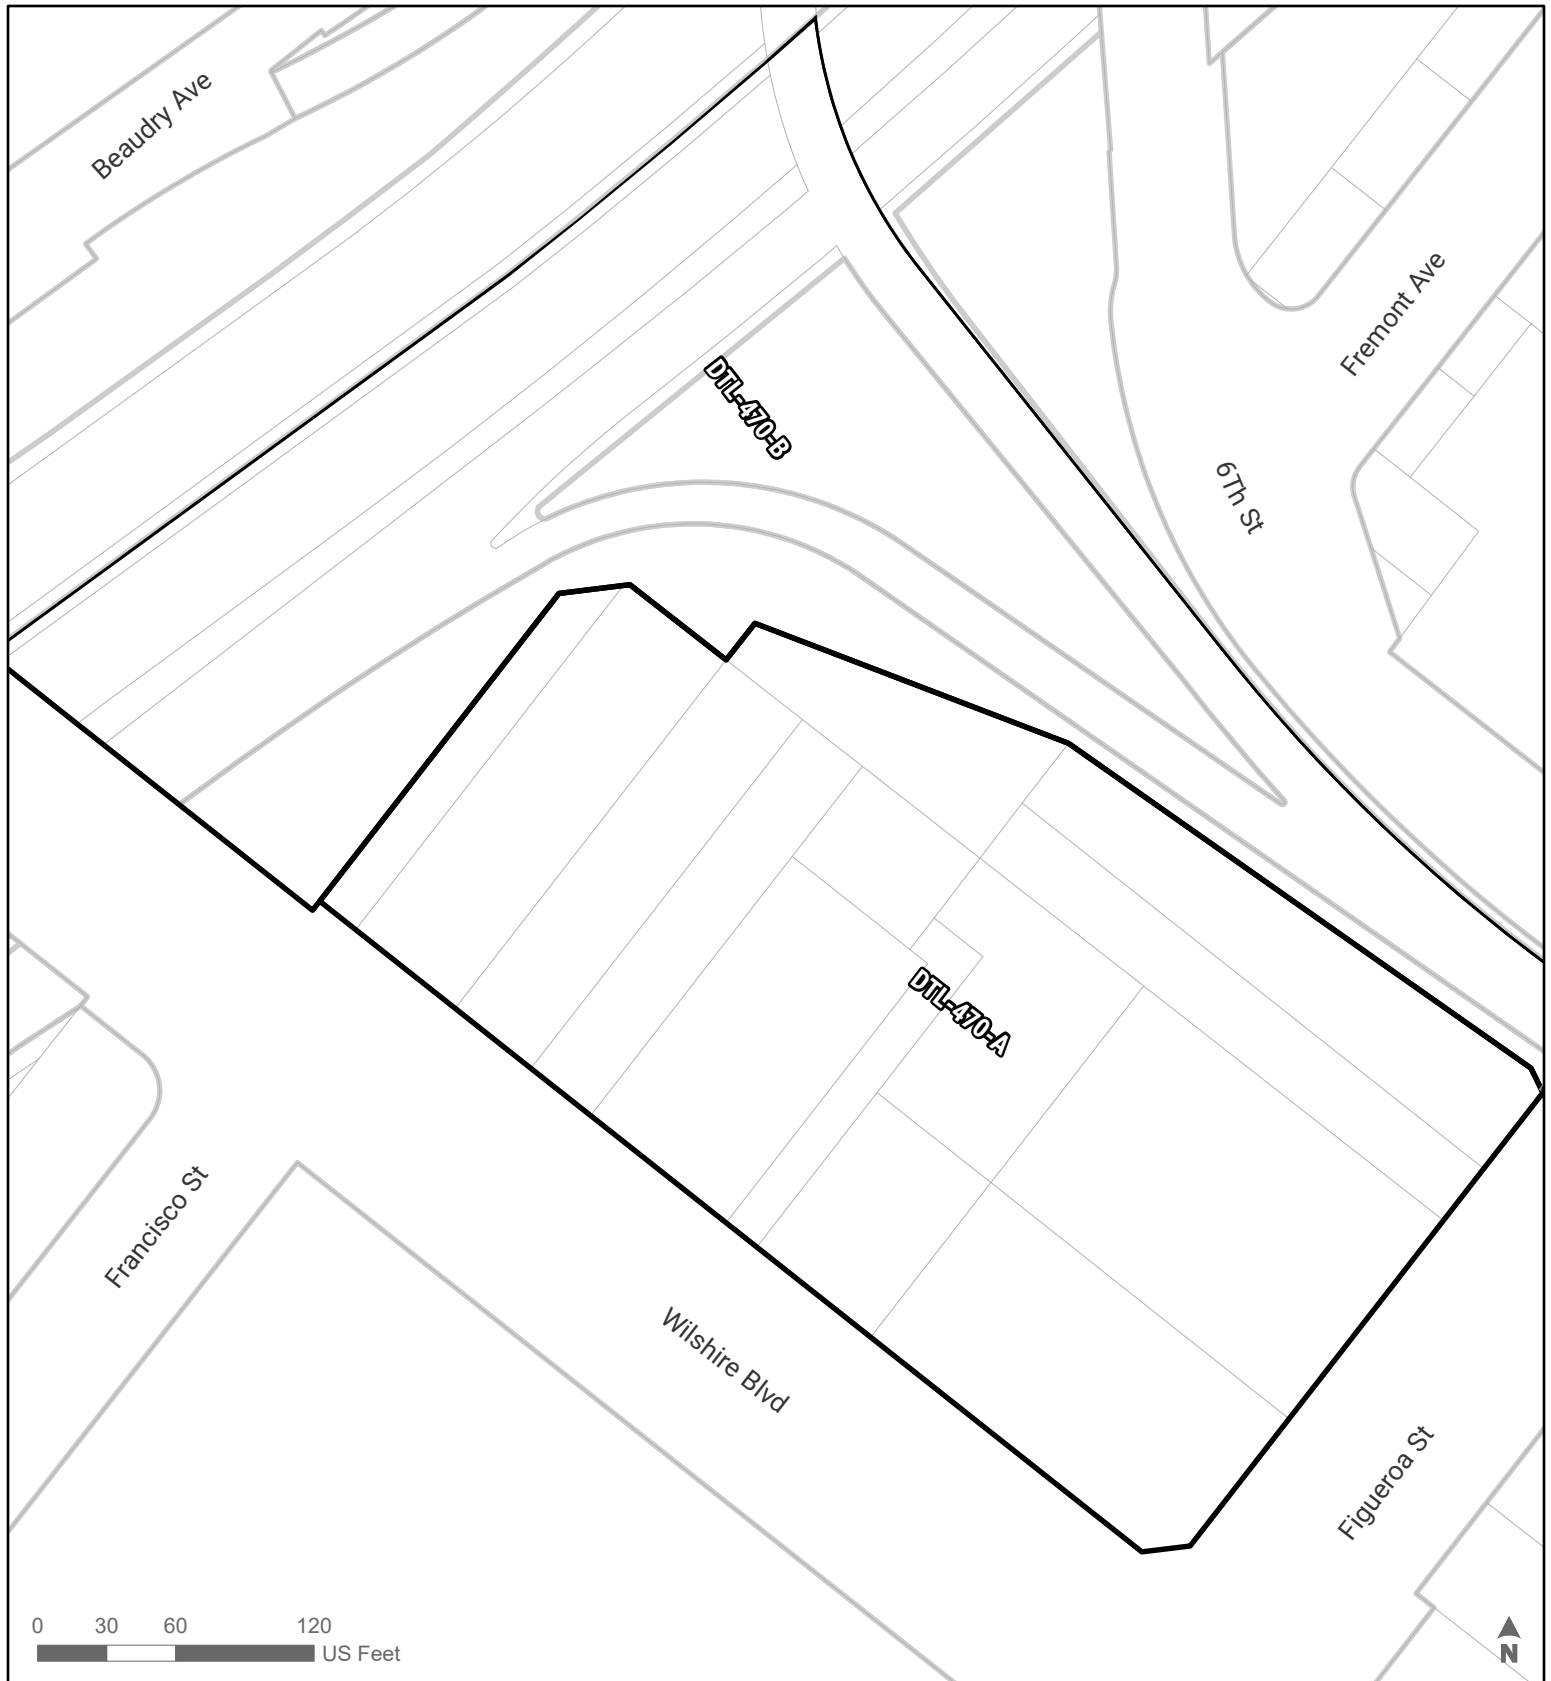 Beaudry Ave
Fremont Ave
DTL-470-B
6Th St
DTL-470-A
Francisco St
Wilshire Blvd
Figueroa St
0 30 60 120
US Feet
N